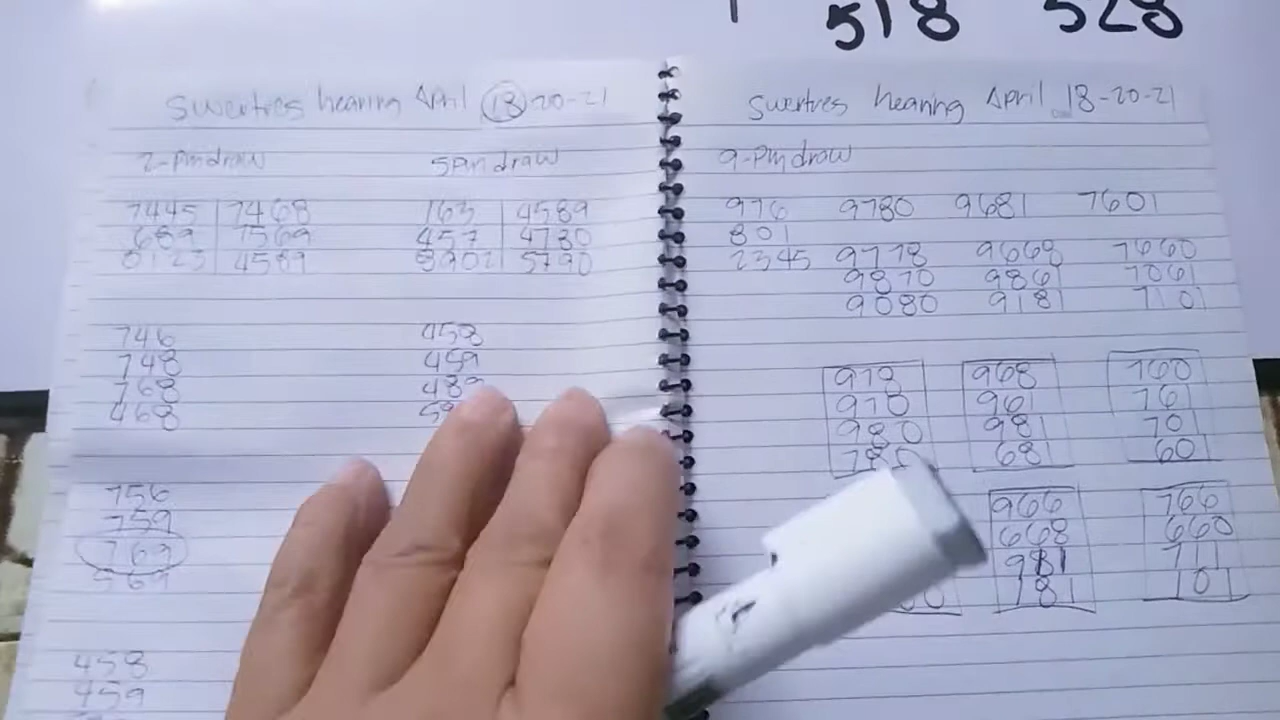 518 528
Swertres hearing April 18-20-21
2-Pm draw 5Pm draw
7445 7468 163 4589
689 7569 457 4780
0123 4589 8902 5790
746 458
748 459
768 489
468
756
759
769
569
458
459
Swertres hearing April 18-20-21
9-Pm draw
976 9780 9681 7601
801
2345 9778 9668 7660
9870 9861 7061
9080 9181 7101
978 968 760
970 961 761
980 981 701
681 601
966 766
668 660
981 711
181 101